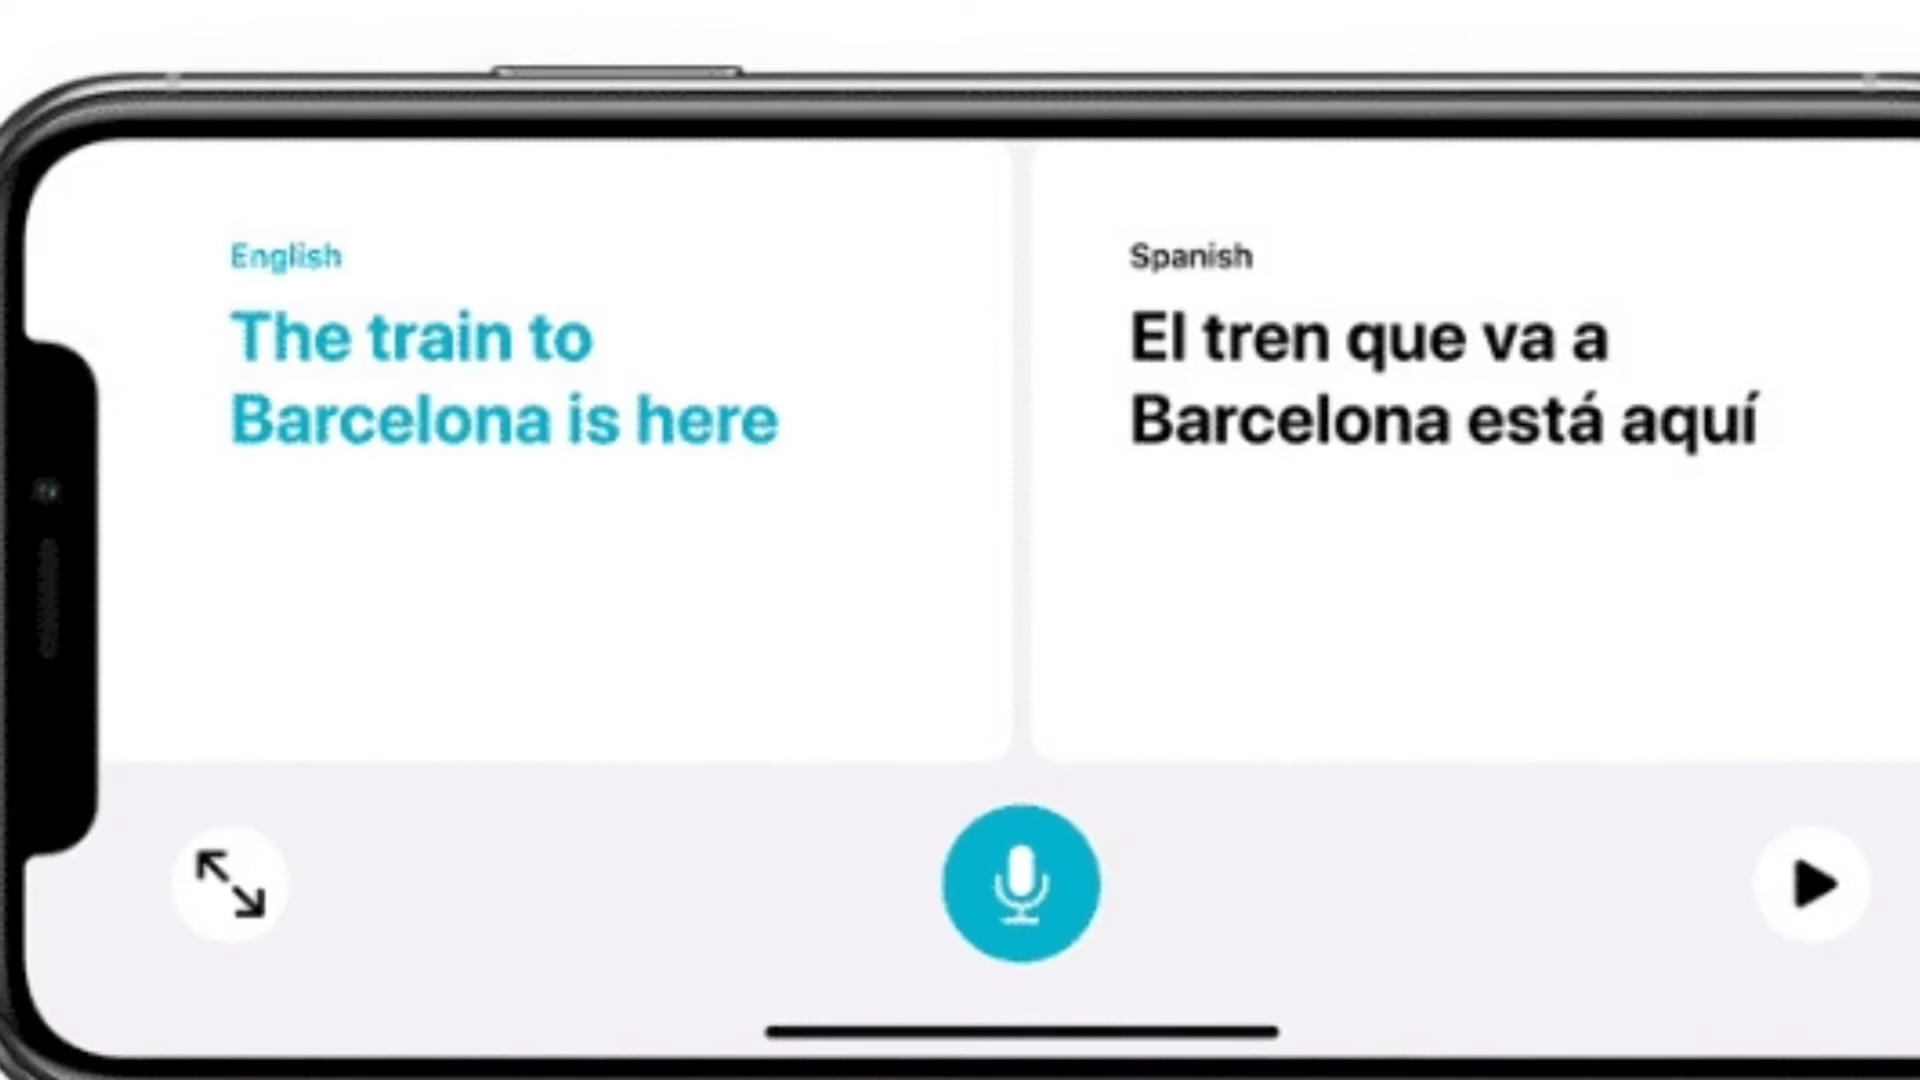 English
The train to
Barcelona is here
Spanish
El tren que va a
Barcelona está aquí